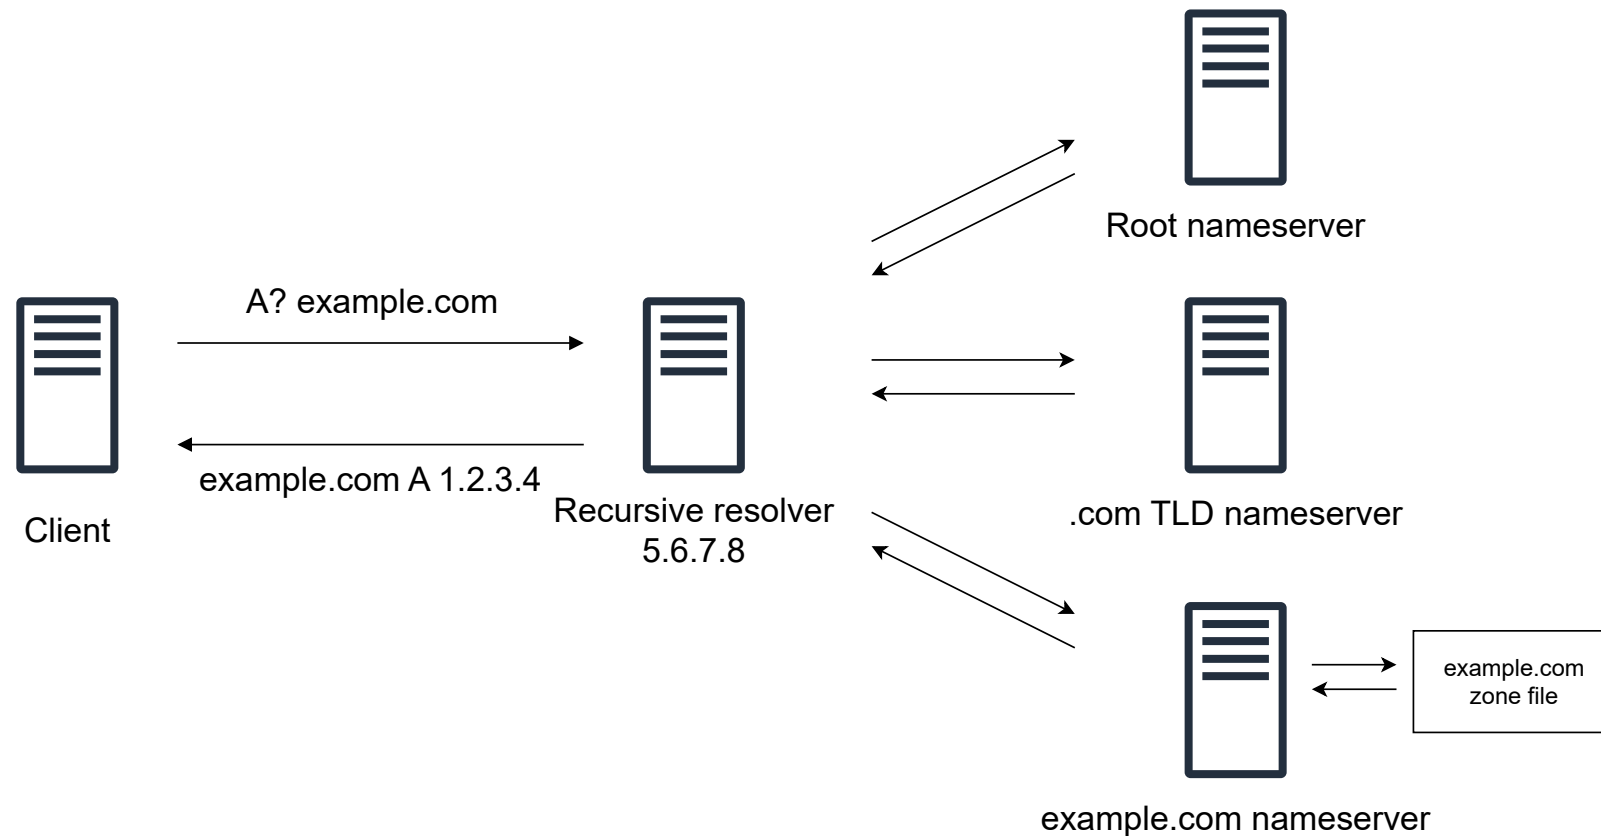 Root nameserver
A? example.com
example.com A 1.2.3.4
Client
Recursive resolver
5.6.7.8
.com TLD nameserver
example.com
zone file
example.com nameserver